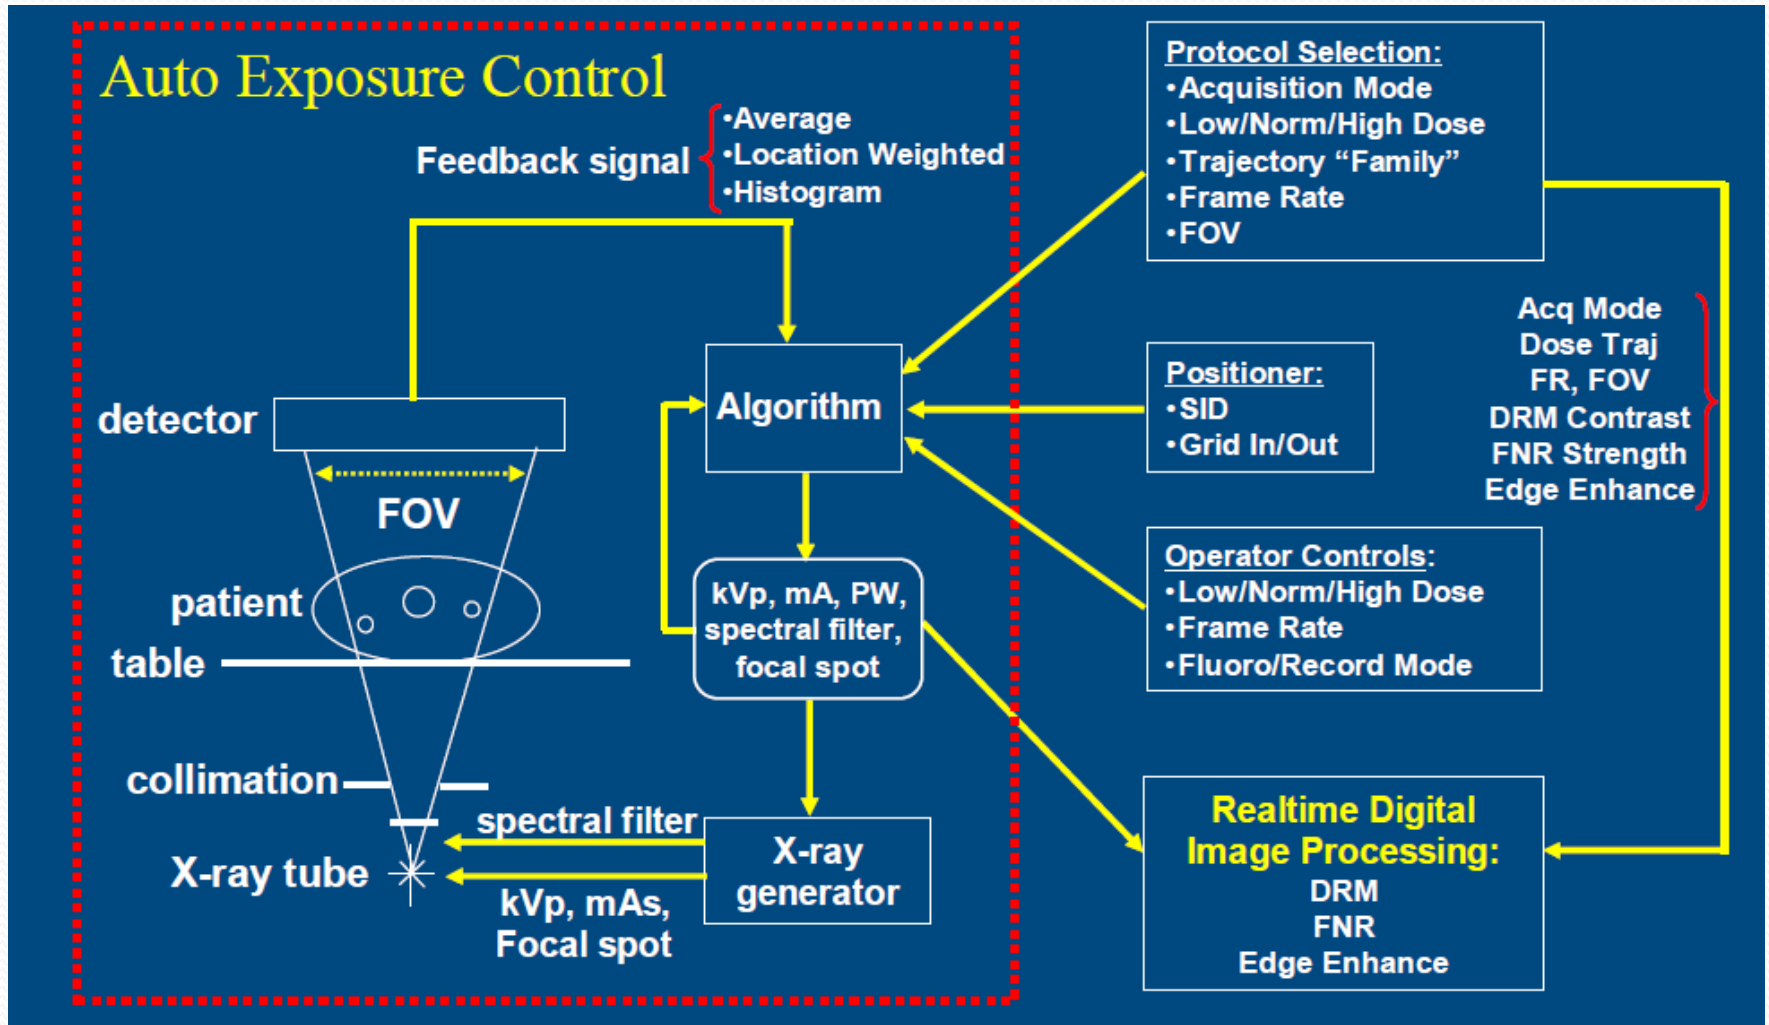 Auto Exposure Control
Feedback signal
•Average
•Location Weighted
•Histogram
detector
FOV
patient
table
collimation
X-ray tube
Algorithm
kVp, mA, PW,
spectral filter,
focal spot
spectral filter
kVp, mAs,
Focal spot
X-ray
generator
Protocol Selection:
•Acquisition Mode
•Low/Norm/High Dose
•Trajectory “Family”
•Frame Rate
•FOV
Positioner:
•SID
•Grid In/Out
Operator Controls:
•Low/Norm/High Dose
•Frame Rate
•Fluoro/Record Mode
Acq Mode
Dose Traj
FR, FOV
DRM Contrast
FNR Strength
Edge Enhance
Realtime Digital
Image Processing:
DRM
FNR
Edge Enhance